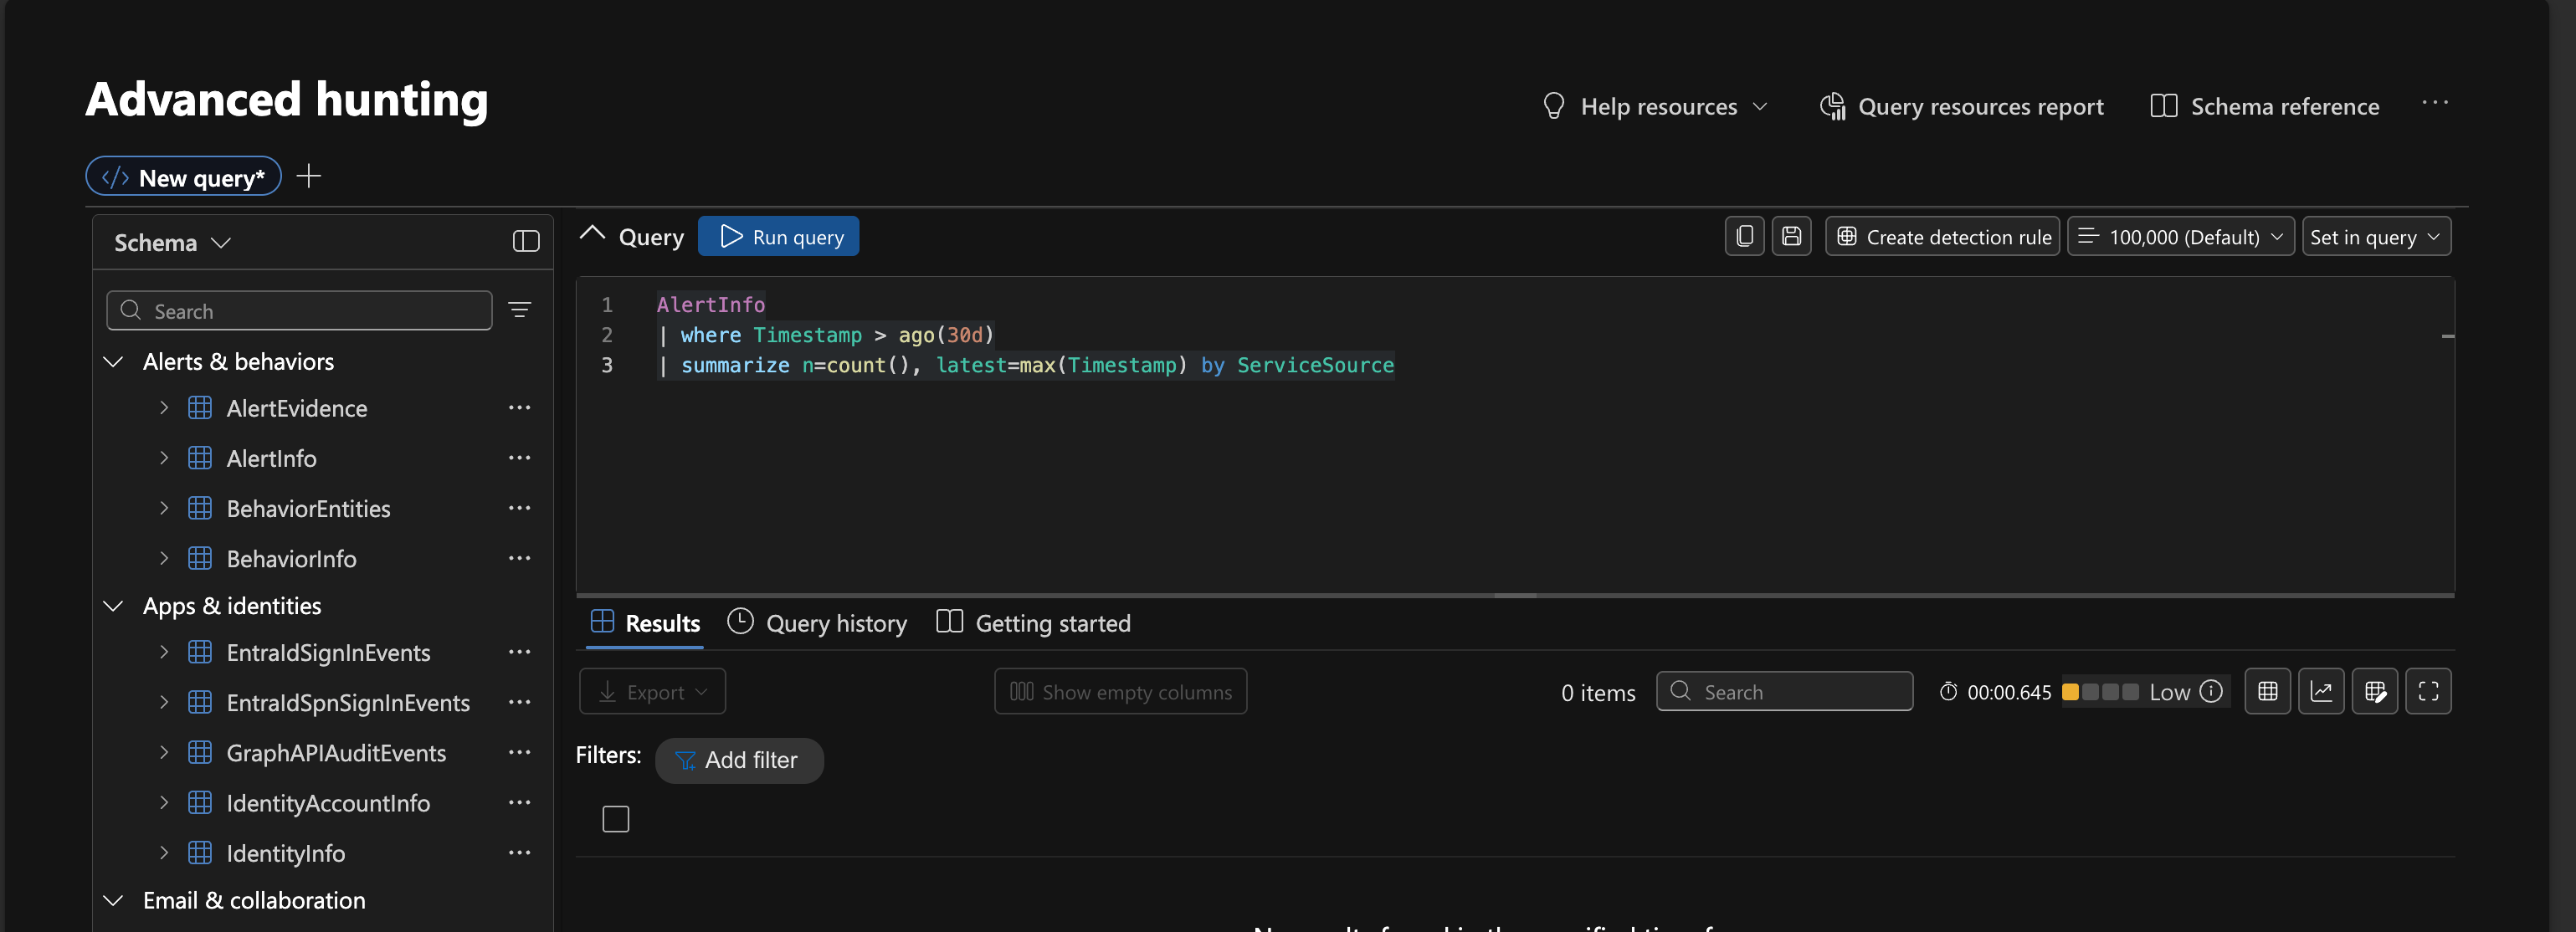 Advanced hunting
Help resources
Query resources report
Schema reference
</> New query*
Schema
Search
Alerts & behaviors
AlertEvidence
AlertInfo
BehaviorEntities
BehaviorInfo
Apps & identities
EntraIdSignInEvents
EntraIdSpnSignInEvents
GraphAPIAuditEvents
IdentityAccountInfo
IdentityInfo
Email & collaboration
Query
Run query
Create detection rule
100,000 (Default)
Set in query
1 AlertInfo
2 | where Timestamp > ago(30d)
3 | summarize n=count(), latest=max(Timestamp) by ServiceSource
Results
Query history
Getting started
Export
Show empty columns
0 items
Search
00:00.645
Low
Filters:
Add filter